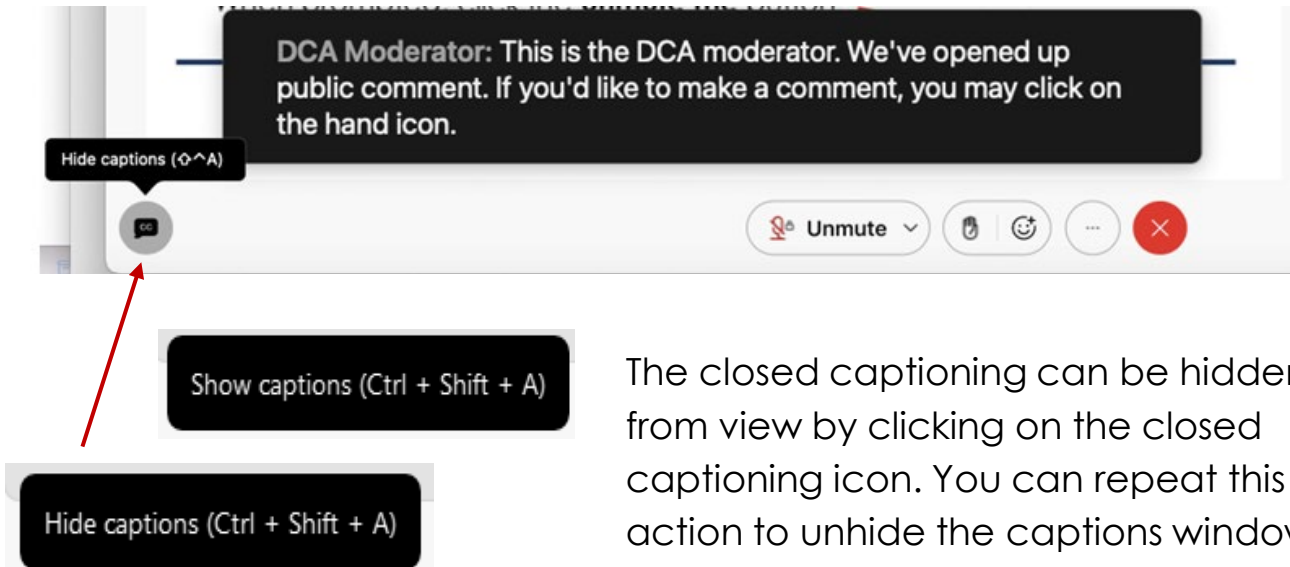 DCA Moderator: This is the DCA moderator. We've opened up
public comment. If you'd like to make a comment, you may click on
the hand icon.
Hide captions (⇧^A)
CC
Unmute
Show captions (Ctrl + Shift + A)
Hide captions (Ctrl + Shift + A)
The closed captioning can be hidden
from view by clicking on the closed
captioning icon. You can repeat this
action to unhide the captions